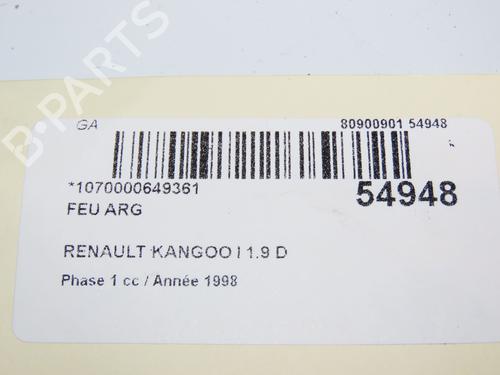 B-PARTS
GA
80900901 54948
*1070000649361
54948
FEU ARG
RENAULT KANGOO I 1.9 D
Phase 1 cc / Année 1998